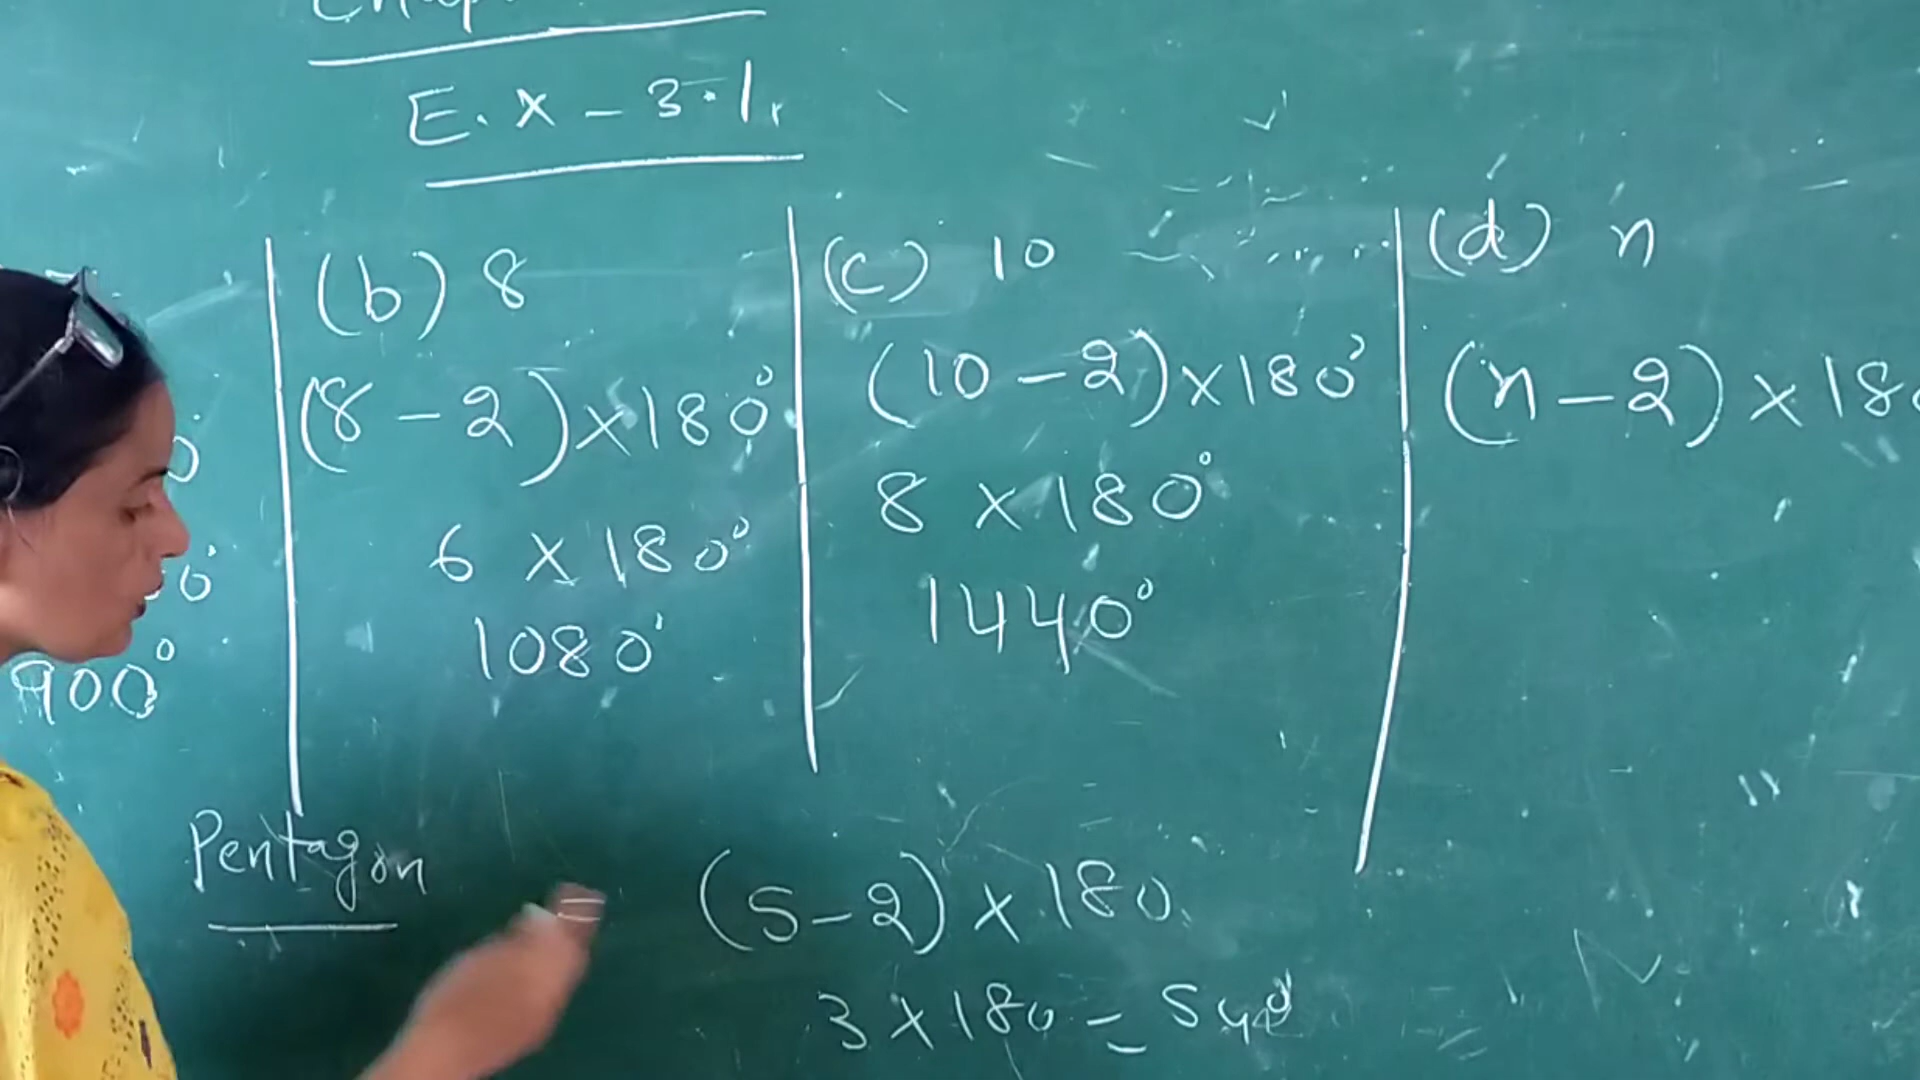 E.x - 3.1.
900°
(b) 8
(8 - 2) × 180°
6 × 180°
1080°
(c) 10
(10 - 2) × 180°
8 × 180°
1440°
(d) n
(n - 2) × 180
Pentagon
(5 - 2) × 180
3 × 180 = 540°